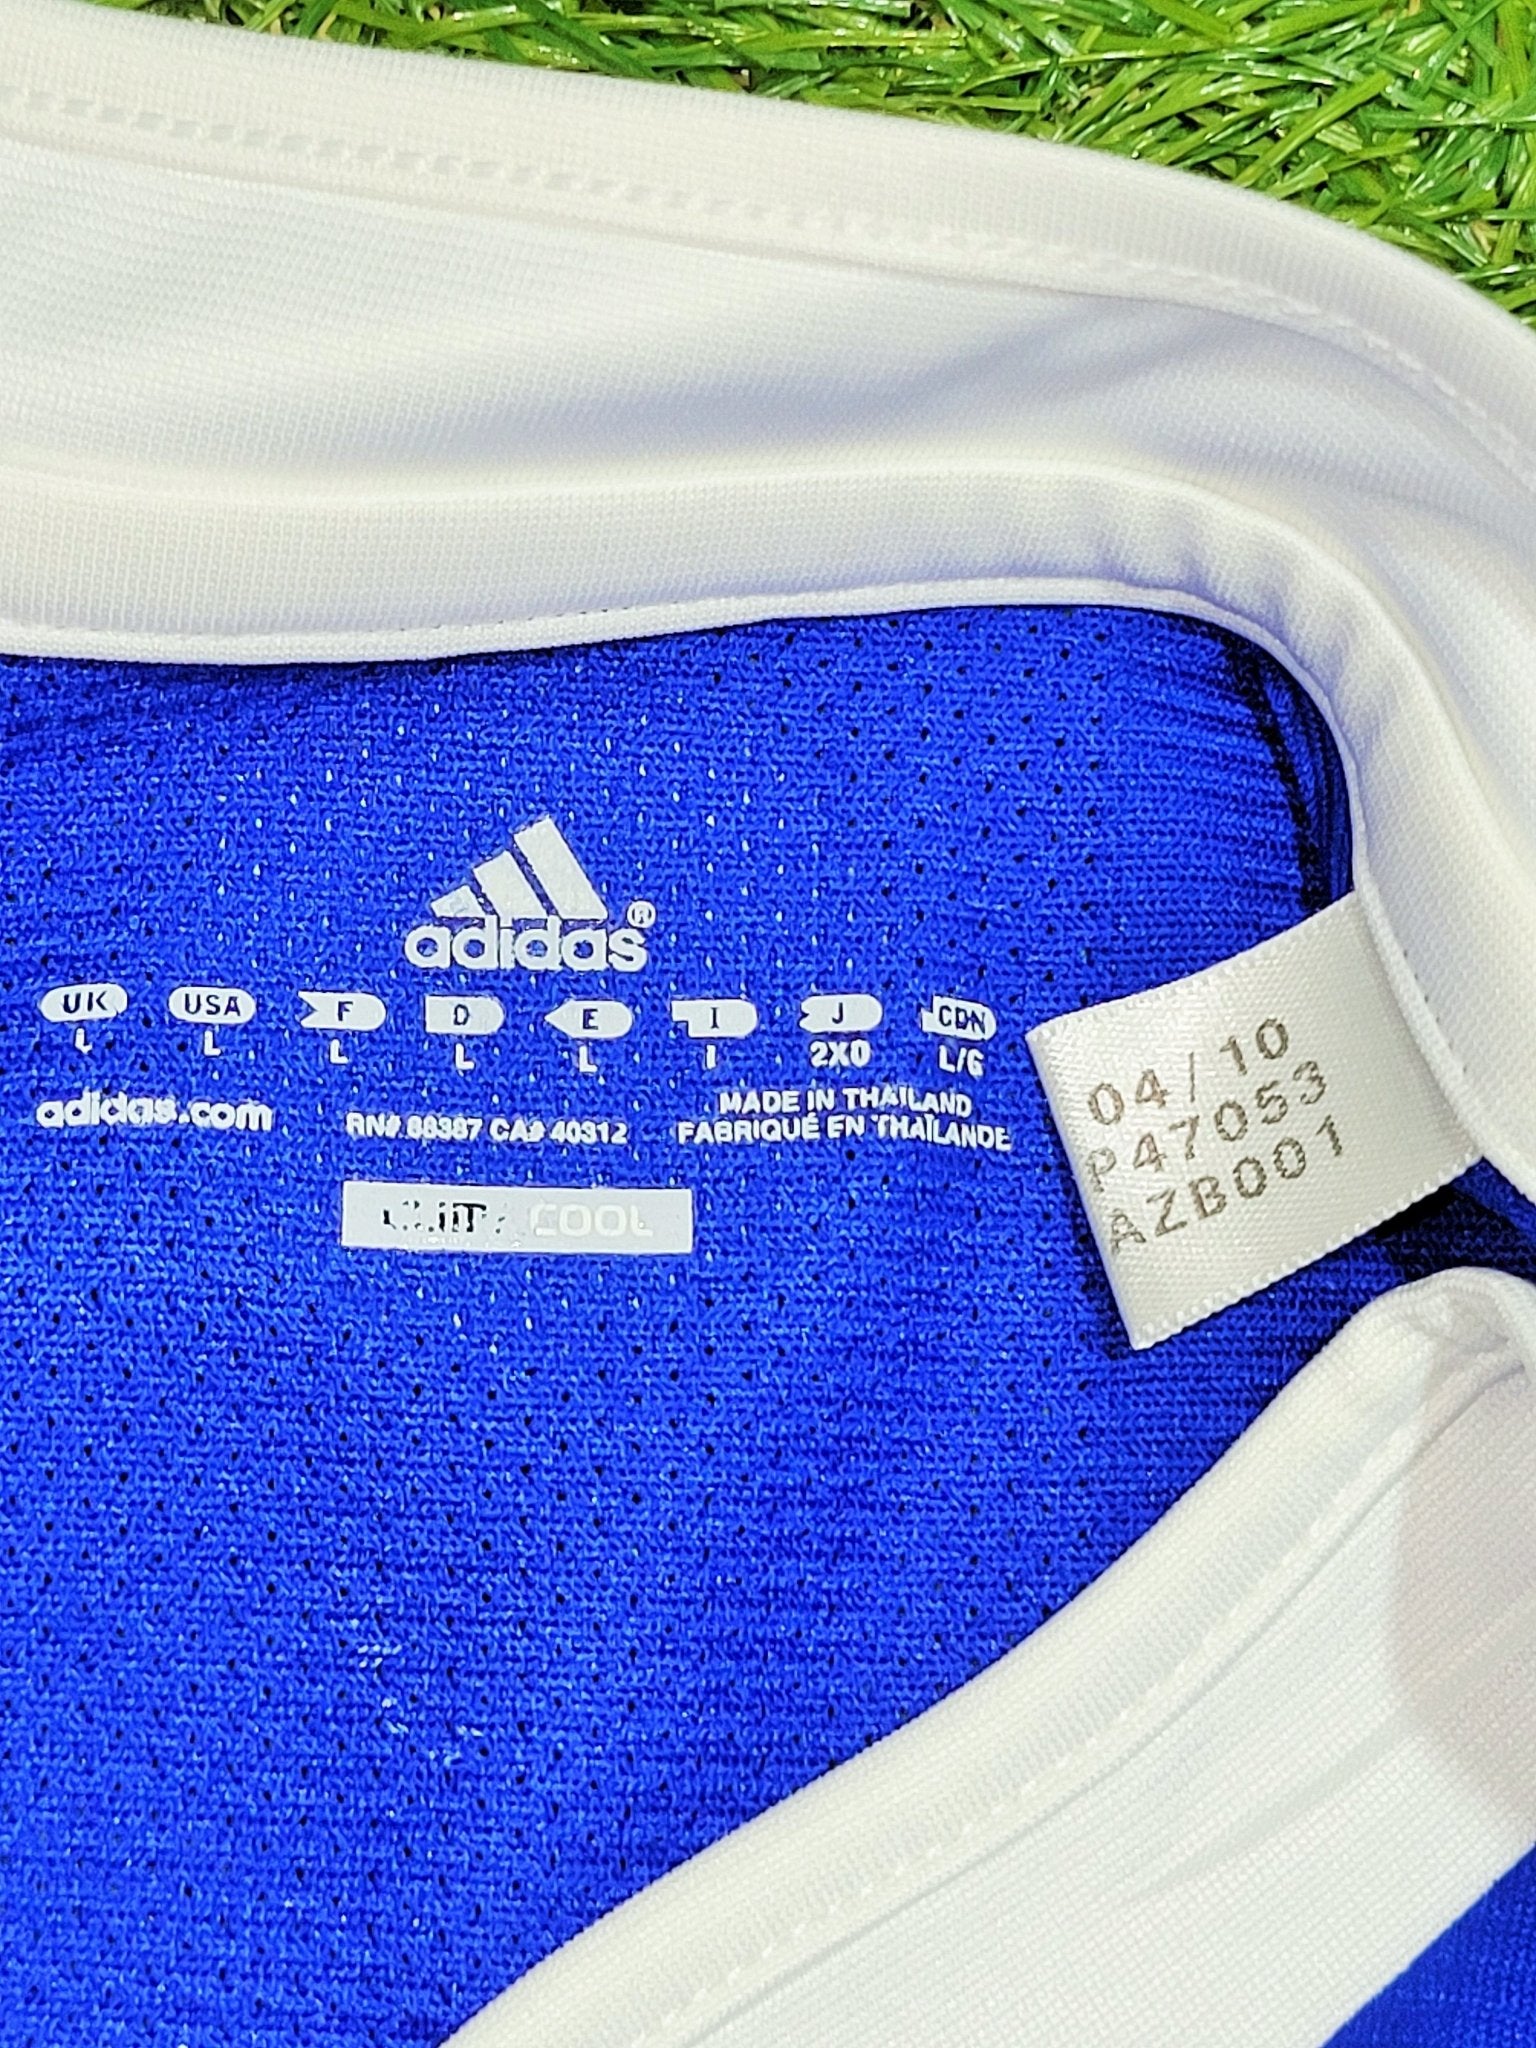 adidas®
UK USA F D E I J CDN
L L L L L 2XO L/G
adidas.com
RN# 88387 CA# 40312
MADE IN THAILAND
FABRIQUÉ EN THAÏLANDE
COOL
04/10
P47053
AZB001